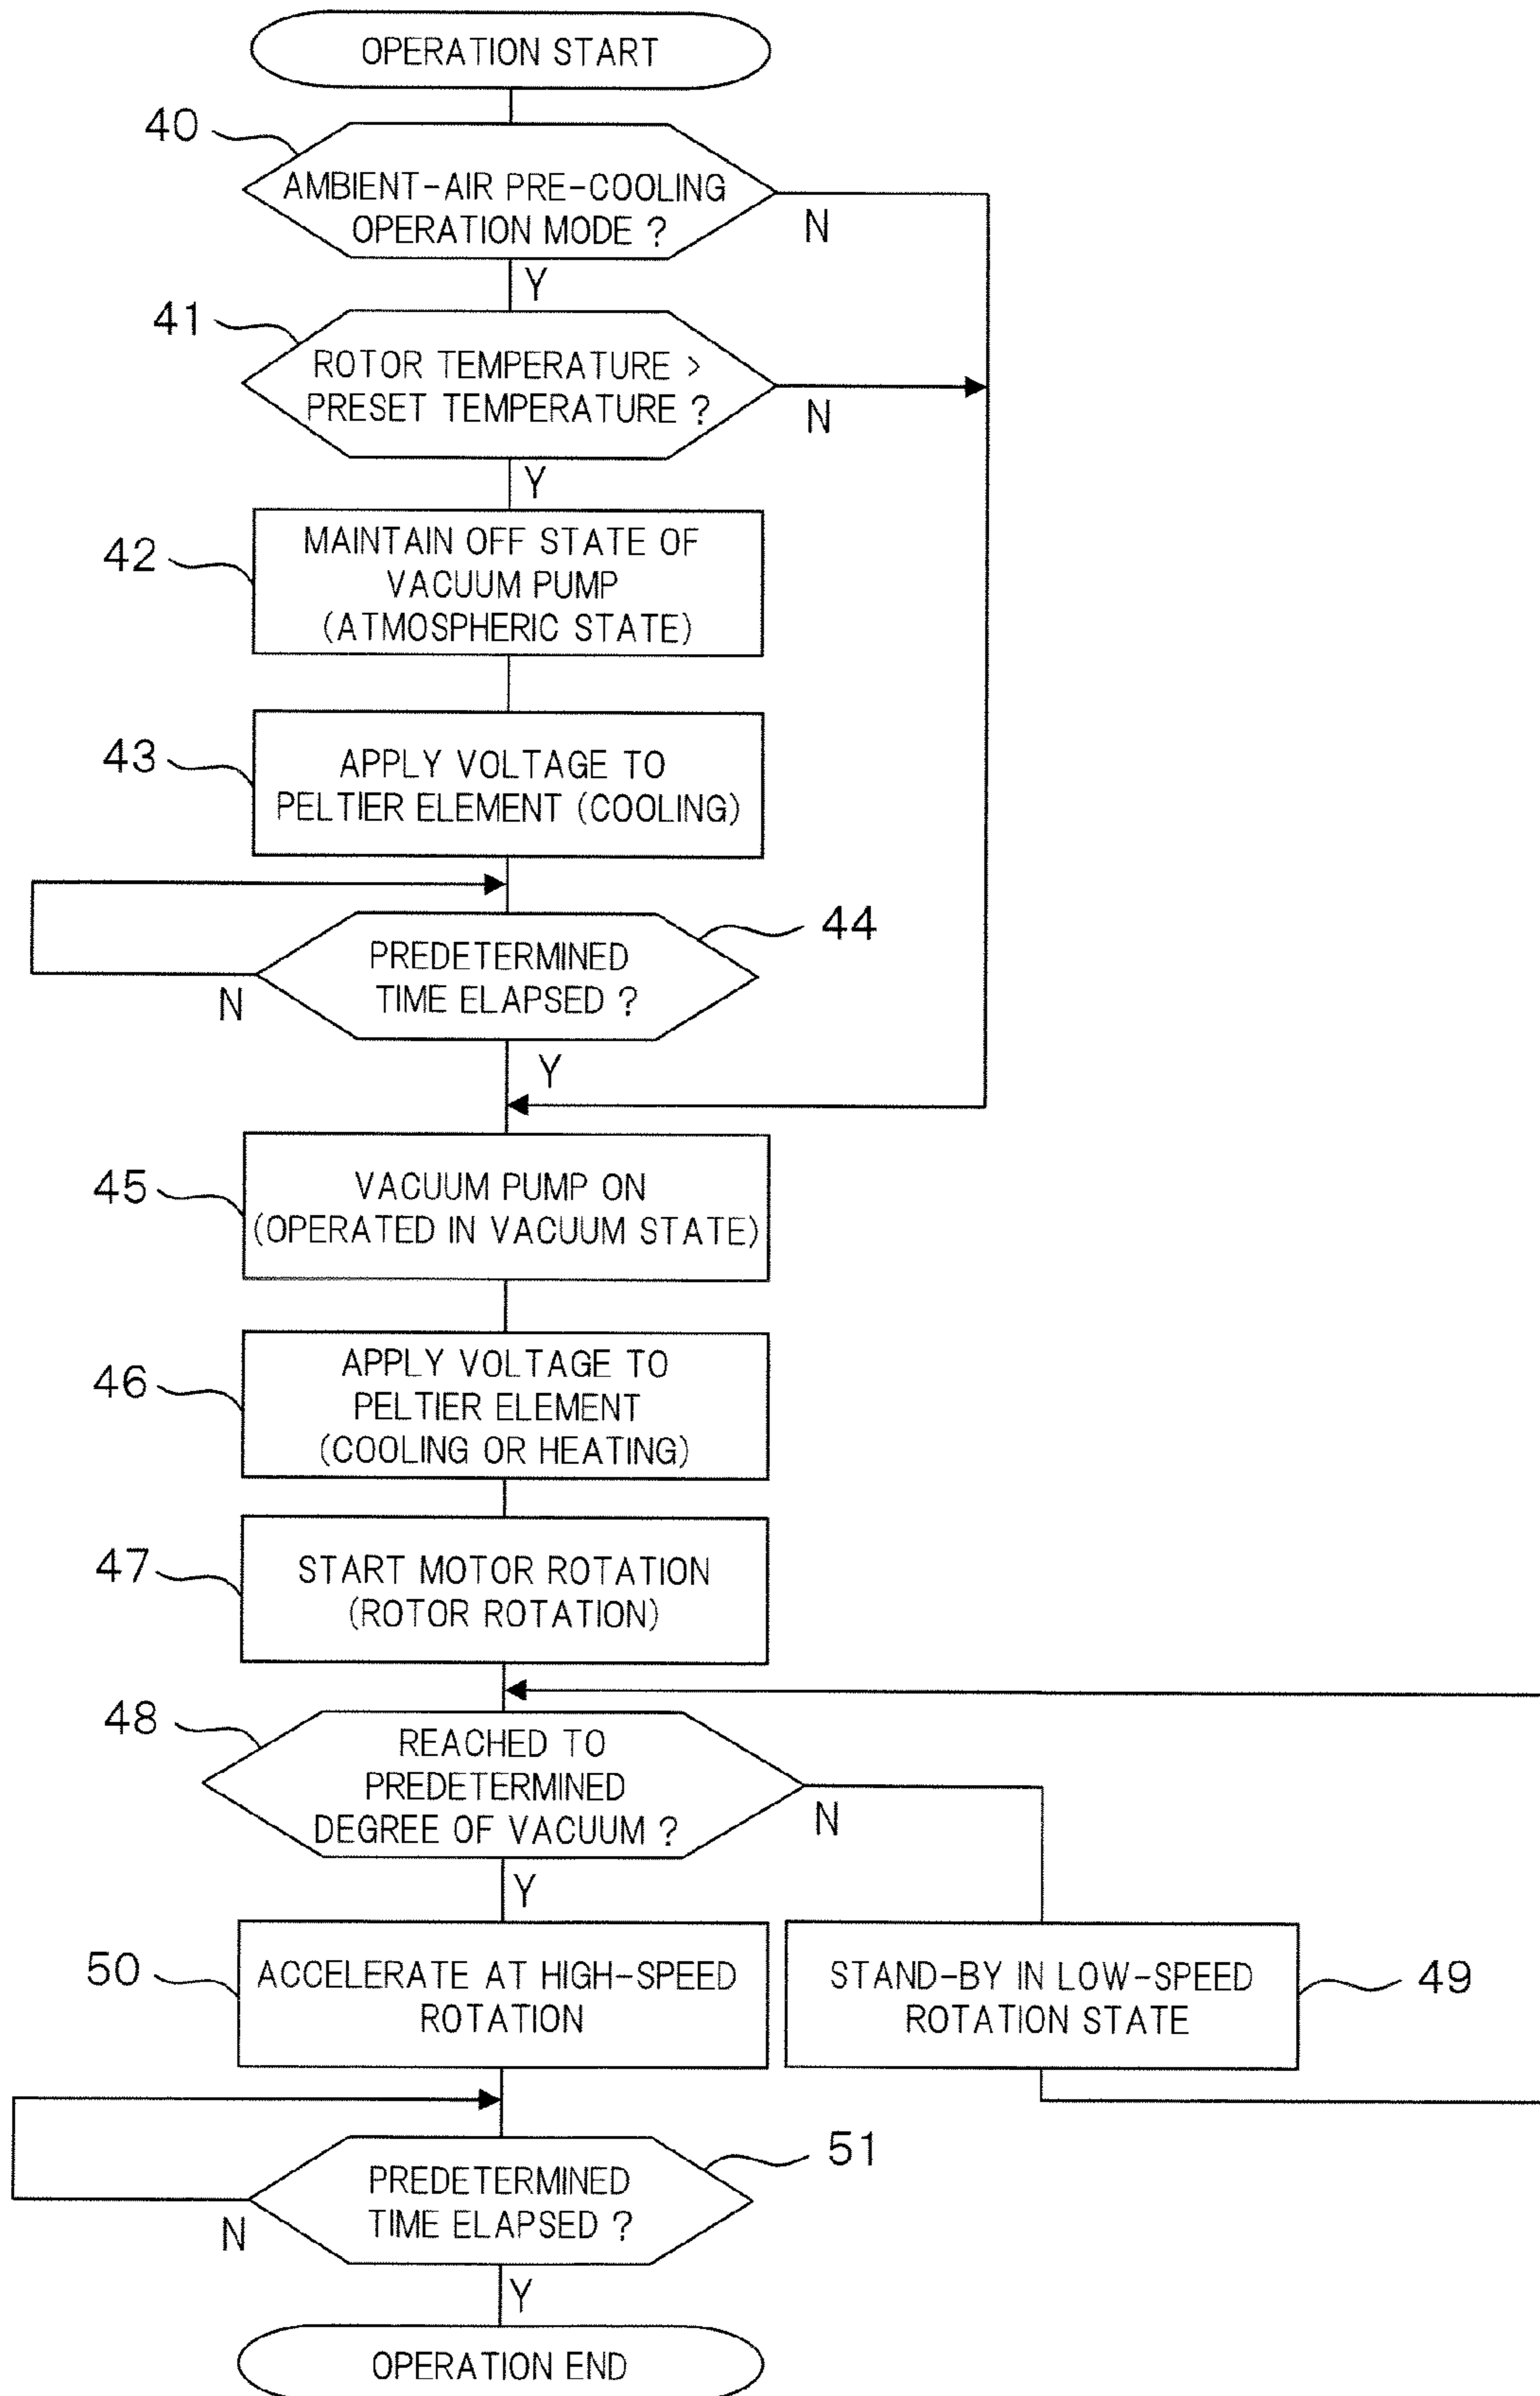 OPERATION START
40
AMBIENT-AIR PRE-COOLING
OPERATION MODE ?
N
Y
41
ROTOR TEMPERATURE >
PRESET TEMPERATURE ?
N
Y
42
MAINTAIN OFF STATE OF
VACUUM PUMP
(ATMOSPHERIC STATE)
43
APPLY VOLTAGE TO
PELTIER ELEMENT (COOLING)
44
PREDETERMINED
TIME ELAPSED ?
N
Y
45
VACUUM PUMP ON
(OPERATED IN VACUUM STATE)
46
APPLY VOLTAGE TO
PELTIER ELEMENT
(COOLING OR HEATING)
47
START MOTOR ROTATION
(ROTOR ROTATION)
48
REACHED TO
PREDETERMINED
DEGREE OF VACUUM ?
N
Y
50
ACCELERATE AT HIGH-SPEED
ROTATION
STAND-BY IN LOW-SPEED
ROTATION STATE
49
51
PREDETERMINED
TIME ELAPSED ?
N
Y
OPERATION END